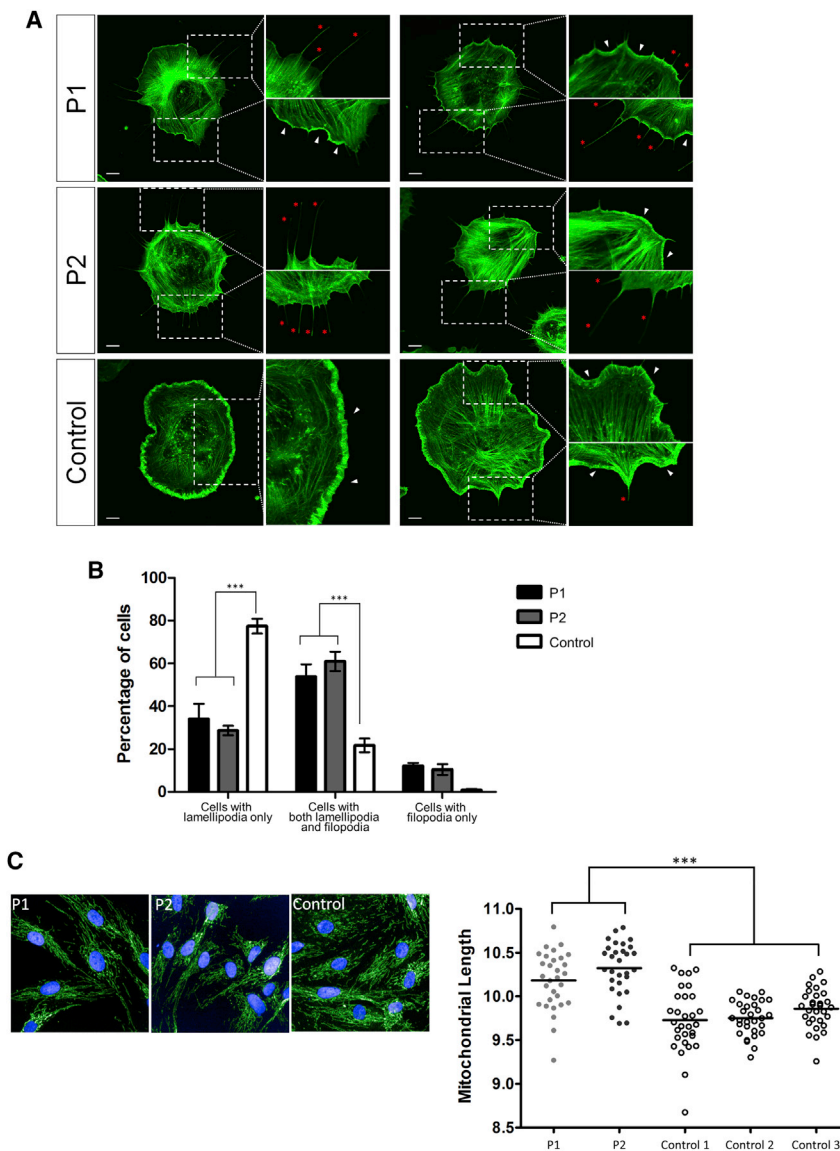 A
P1
P2
Control
B
Percentage of cells
100
80
60
40
20
0
***
***
Cells with
lamellipodia only
Cells with
both lamellipodia
and filopodia
Cells with
filopodia only
P1
P2
Control
C
P1
P2
Control
***
Mitochondrial Length
11.0
10.5
10.0
9.5
9.0
8.5
P1
P2
Control 1
Control 2
Control 3